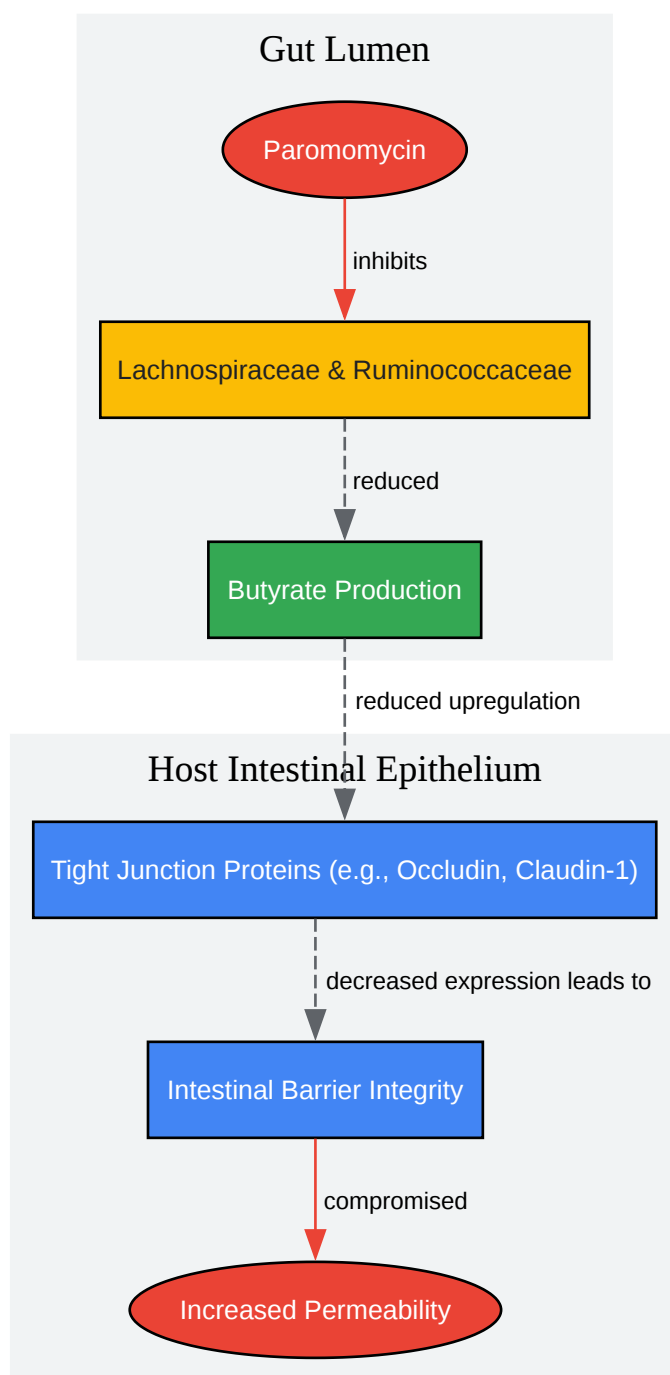 Gut Lumen
Paromomycin
inhibits
Lachnospiraceae & Ruminococcaceae
reduced
Butyrate Production
reduced upregulation
Host Intestinal Epithelium
Tight Junction Proteins (e.g., Occludin, Claudin-1)
decreased expression leads to
Intestinal Barrier Integrity
compromised
Increased Permeability